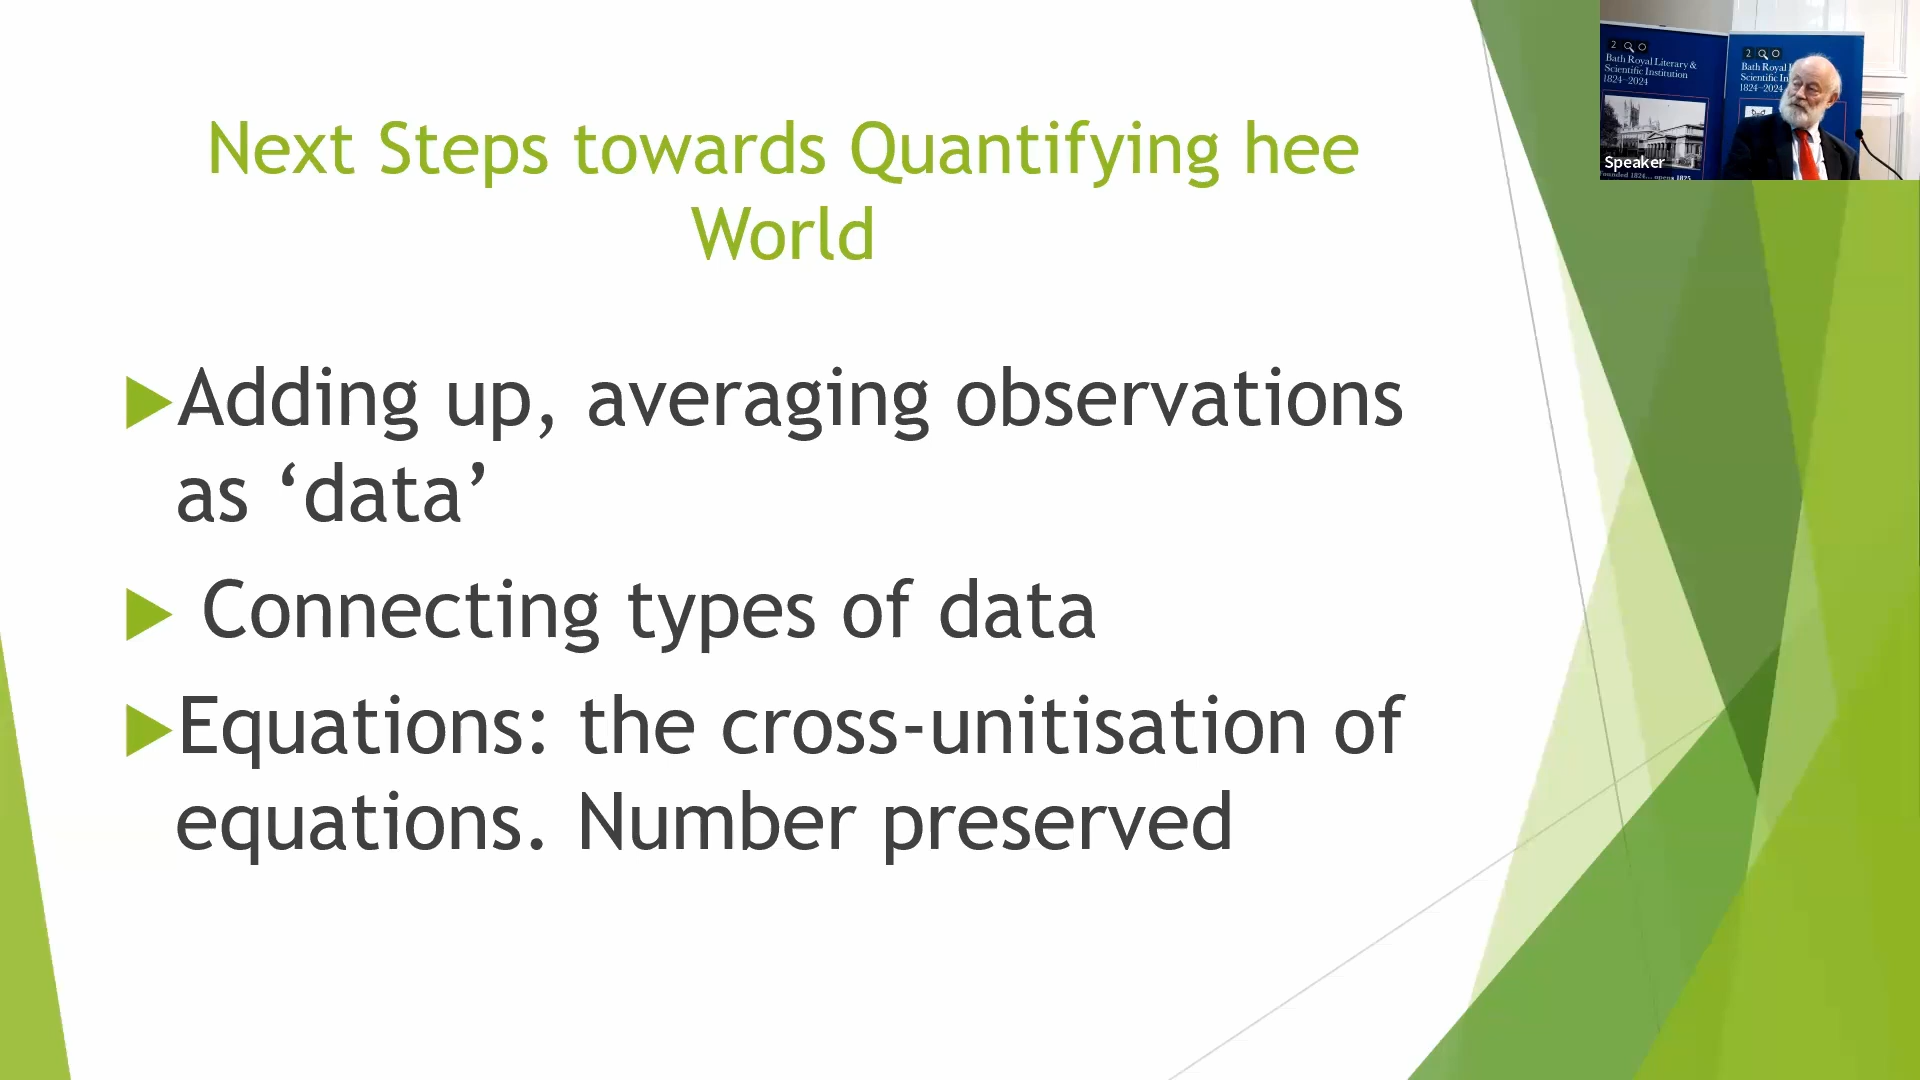 Next Steps towards Quantifying hee
World
Adding up, averaging observations
as ‘data’
Connecting types of data
Equations: the cross-unitisation of
equations. Number preserved
2
Bath Royal Literary &
Scientific Institution
1824–2024
Speaker
2
Bath Royal
Scientific In
1824–2024